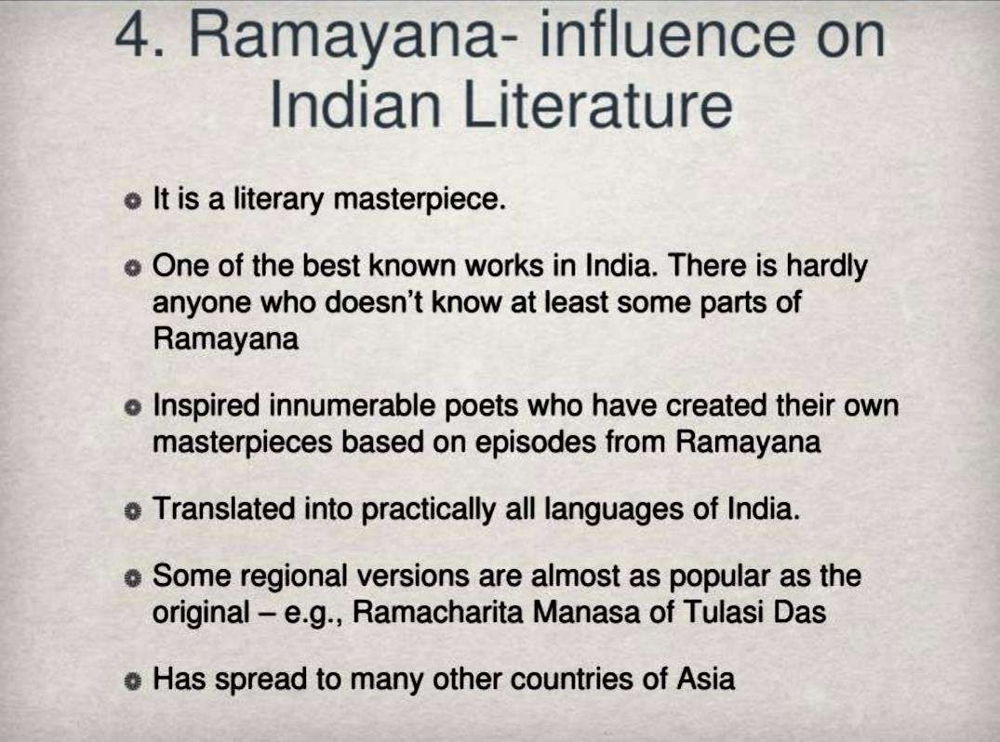 4. Ramayana- influence on
Indian Literature
It is a literary masterpiece.
One of the best known works in India. There is hardly
anyone who doesn’t know at least some parts of
Ramayana
Inspired innumerable poets who have created their own
masterpieces based on episodes from Ramayana
Translated into practically all languages of India.
Some regional versions are almost as popular as the
original – e.g., Ramacharita Manasa of Tulasi Das
Has spread to many other countries of Asia